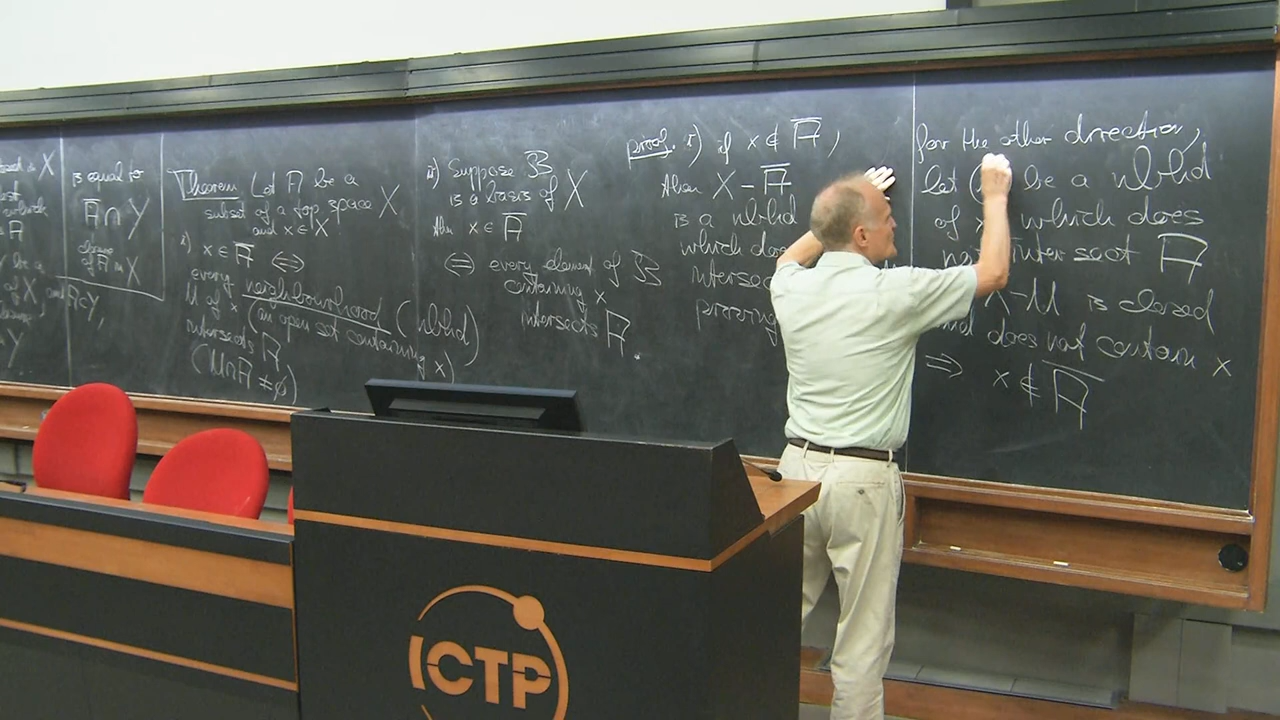 X
is equal to
Ā ∩ Y
closure
of A in X
Theorem Let A be a
subset of a top. space X
and x ∈ X
i) x ∈ Ā ⟺
every neighbourhood
U of x (an open set containing x) (nbhd)
intersects A
(U∩A ≠ ∅)
ii) Suppose B
is a basis of X
then x ∈ Ā
⟺ every element of B
containing x
intersects A
proof. i) if x ∉ Ā,
then X − Ā
is a nbhd
which does
intersec
proving
for the other direction,
let be a nbhd
of x which does
intersect A
X−U is closed
and does not contain x
⟹ x ∉ Ā
ICTP